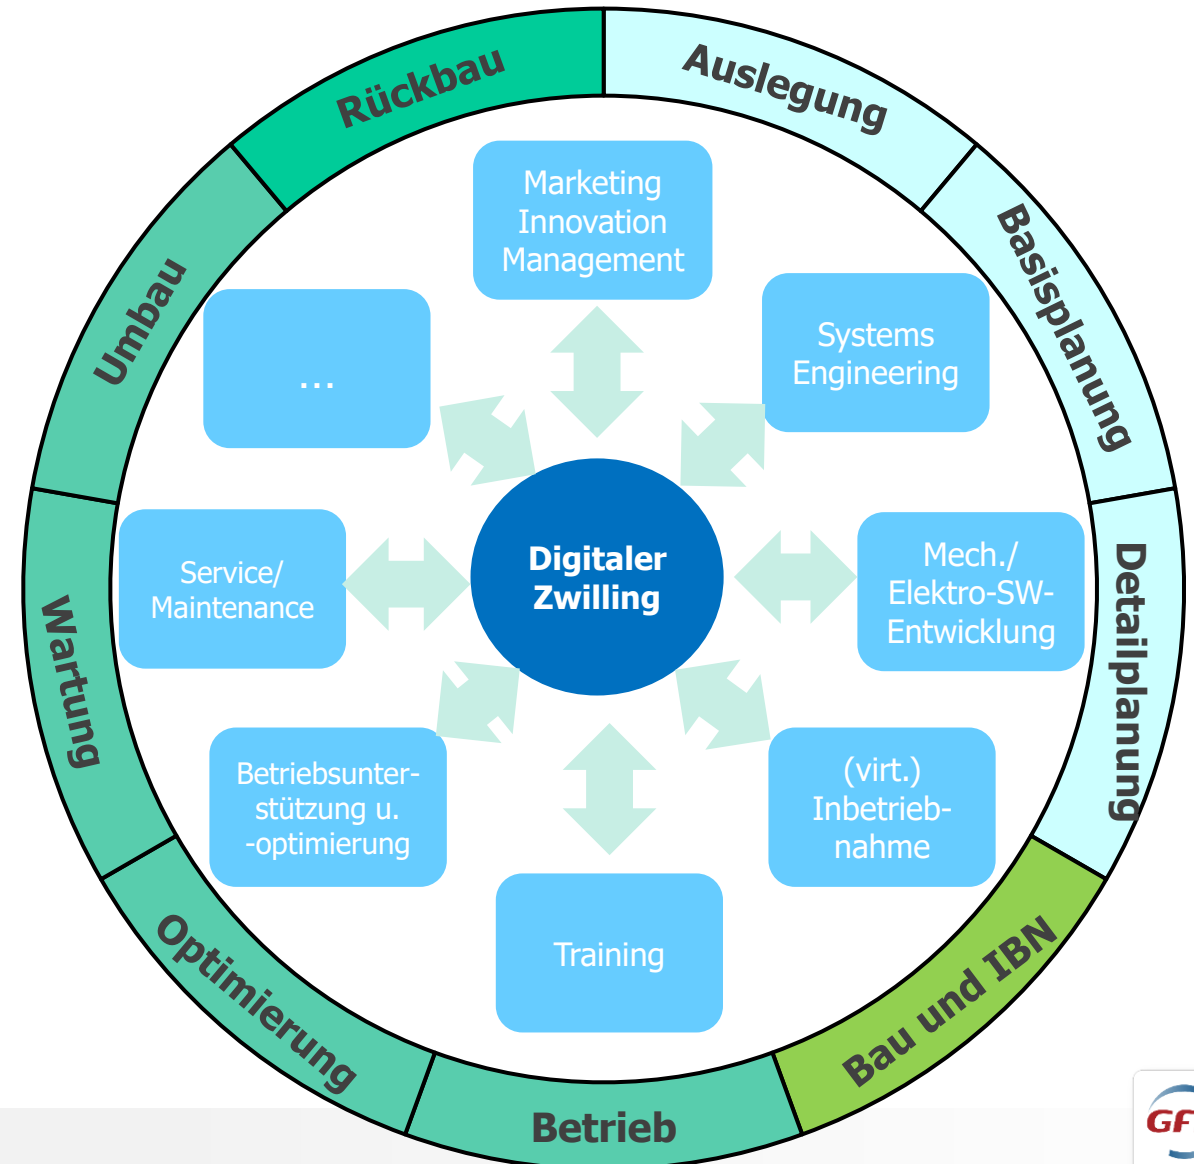 Rückbau
Auslegung
Basisplanung
Detailplanung
Bau und IBN
Betrieb
Optimierung
Wartung
Umbau
Marketing
Innovation
Management
Systems
Engineering
Mech./
Elektro-SW-
Entwicklung
(virt.)
Inbetrieb-
nahme
Training
Betriebsunter-
stützung u.
-optimierung
Service/
Maintenance
...
Digitaler
Zwilling
GF